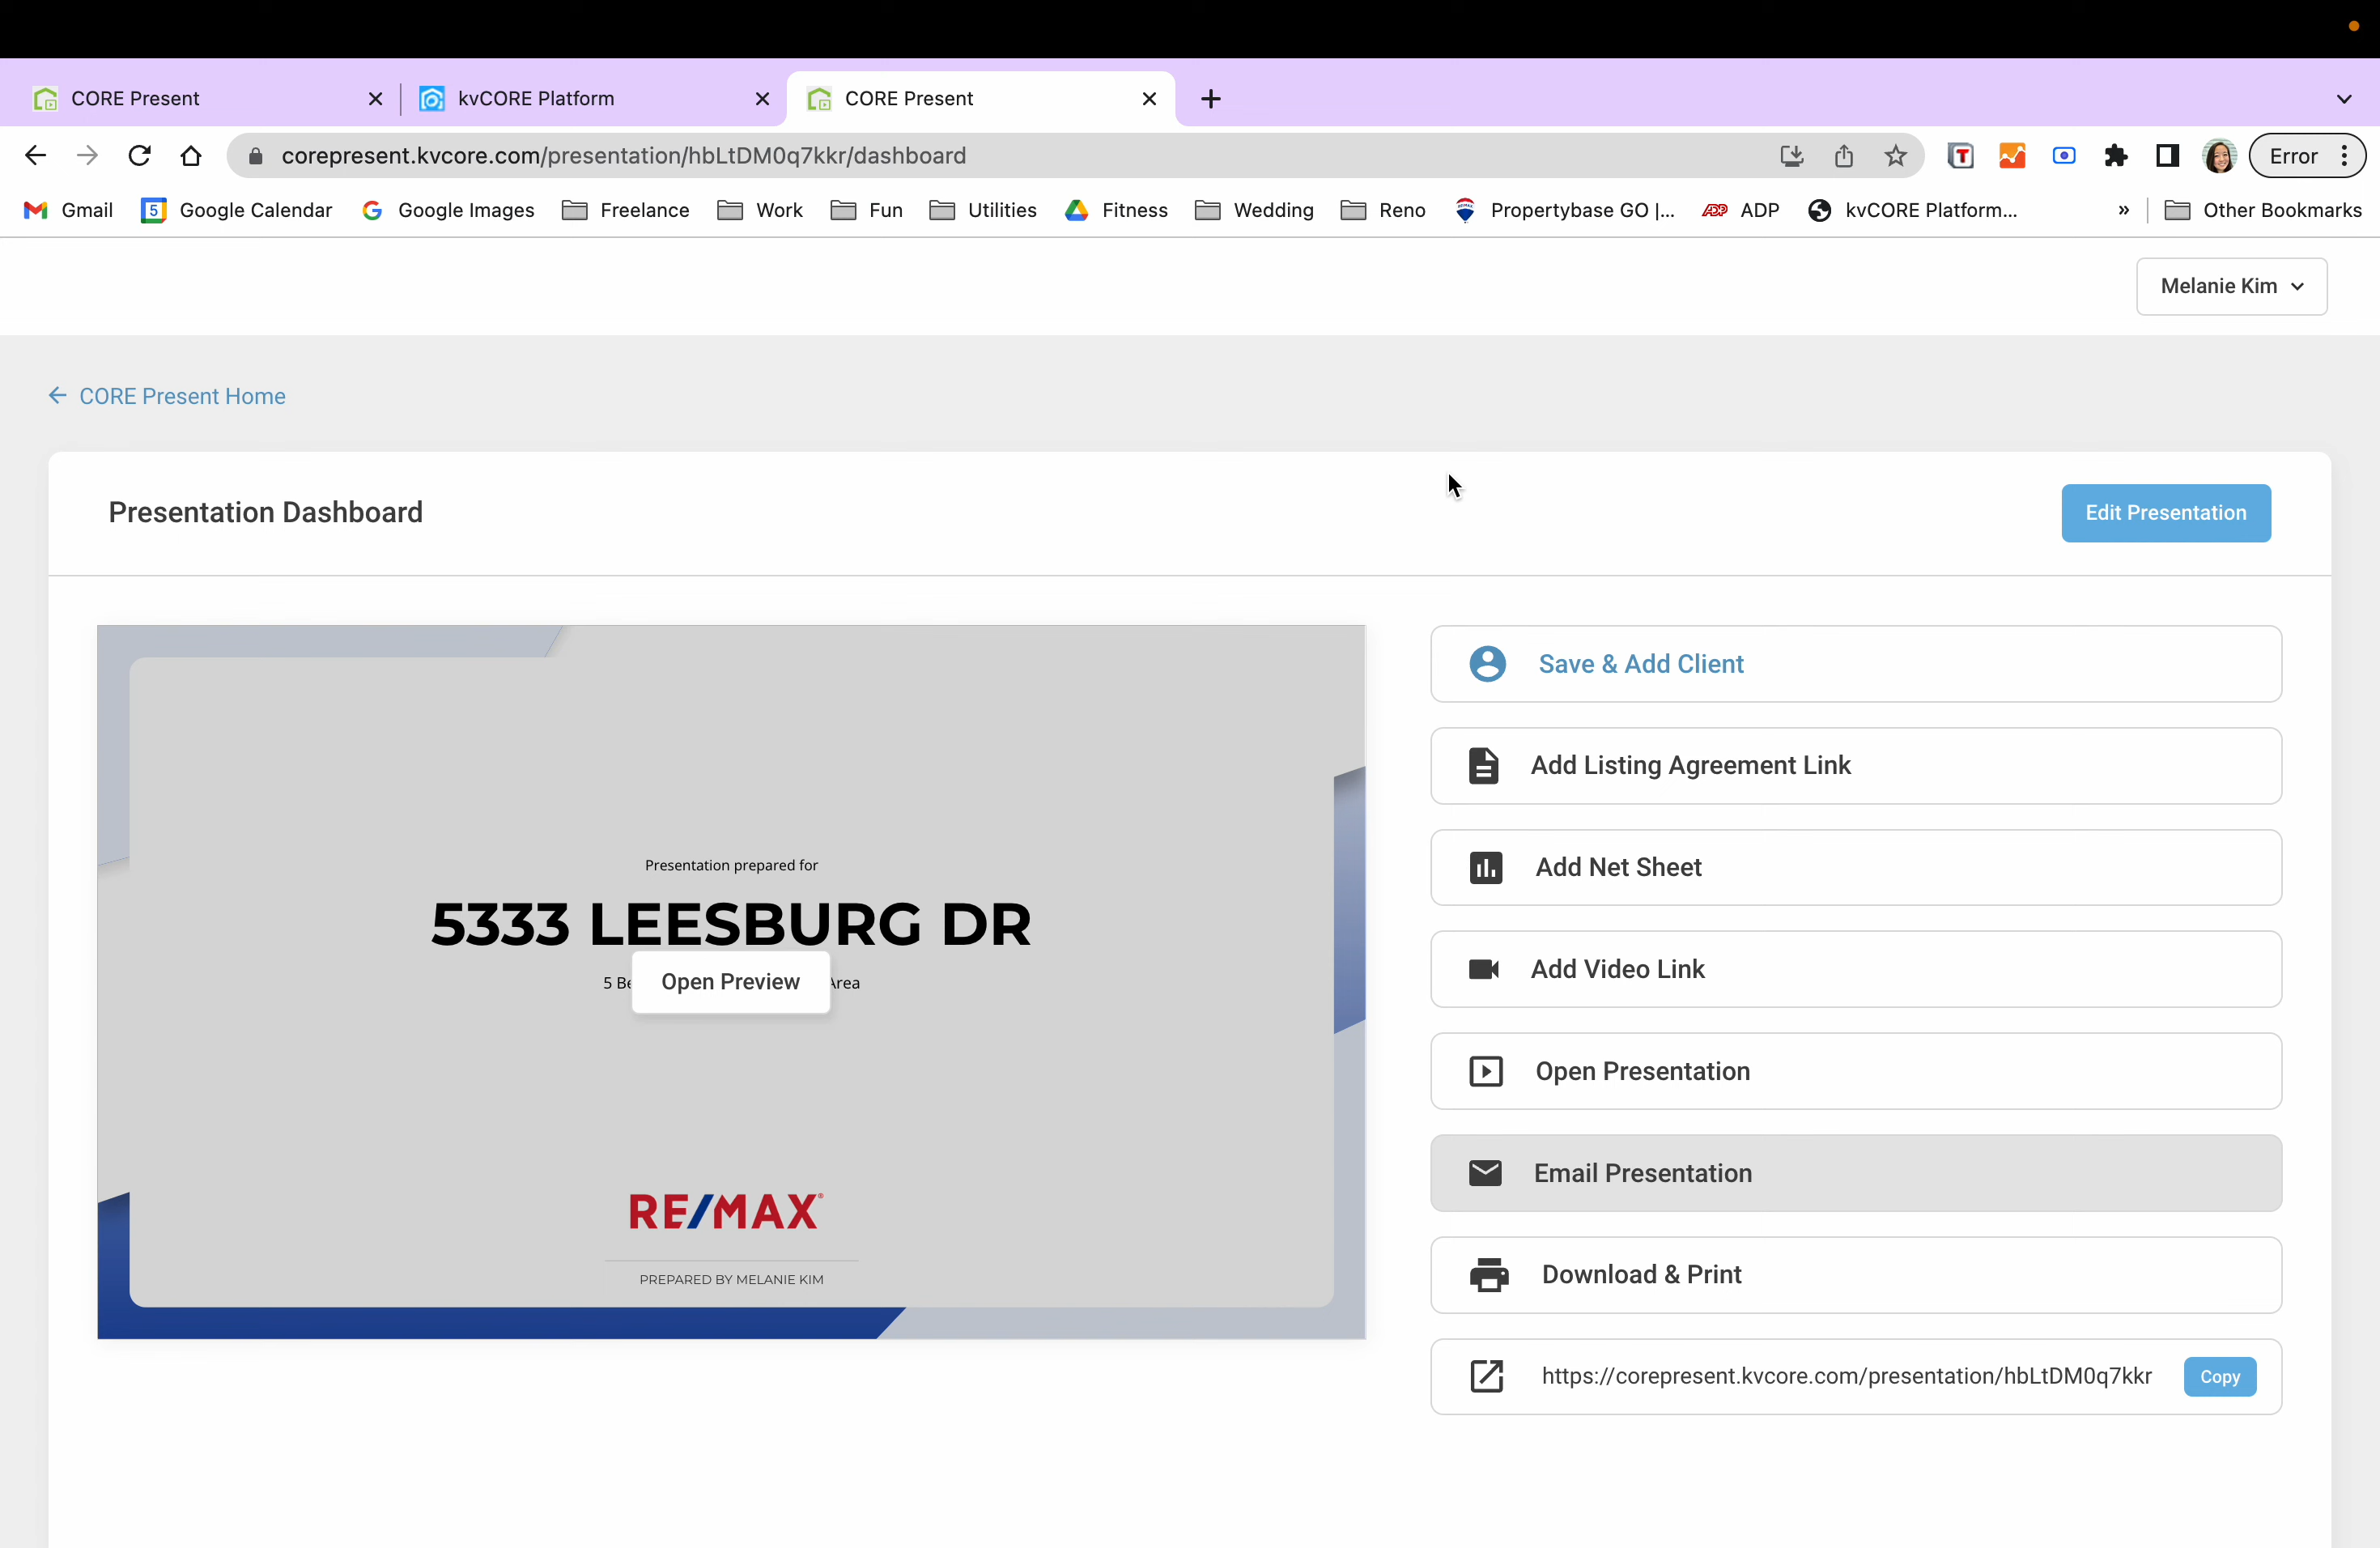 CORE Present
kvCORE Platform
CORE Present
corepresent.kvcore.com/presentation/hbLtDM0q7kkr/dashboard
Error
Gmail
5
Google Calendar
Google Images
Freelance
Work
Fun
Utilities
Fitness
Wedding
Reno
Propertybase GO |...
ADP
kvCORE Platform...
»
Other Bookmarks
Melanie Kim
← CORE Present Home
Presentation Dashboard
Edit Presentation
Presentation prepared for
5333 LEESBURG DR
5 Be
Open Preview
Area
RE/MAX®
PREPARED BY MELANIE KIM
Save & Add Client
Add Listing Agreement Link
Add Net Sheet
Add Video Link
Open Presentation
Email Presentation
Download & Print
https://corepresent.kvcore.com/presentation/hbLtDM0q7kkr
Copy